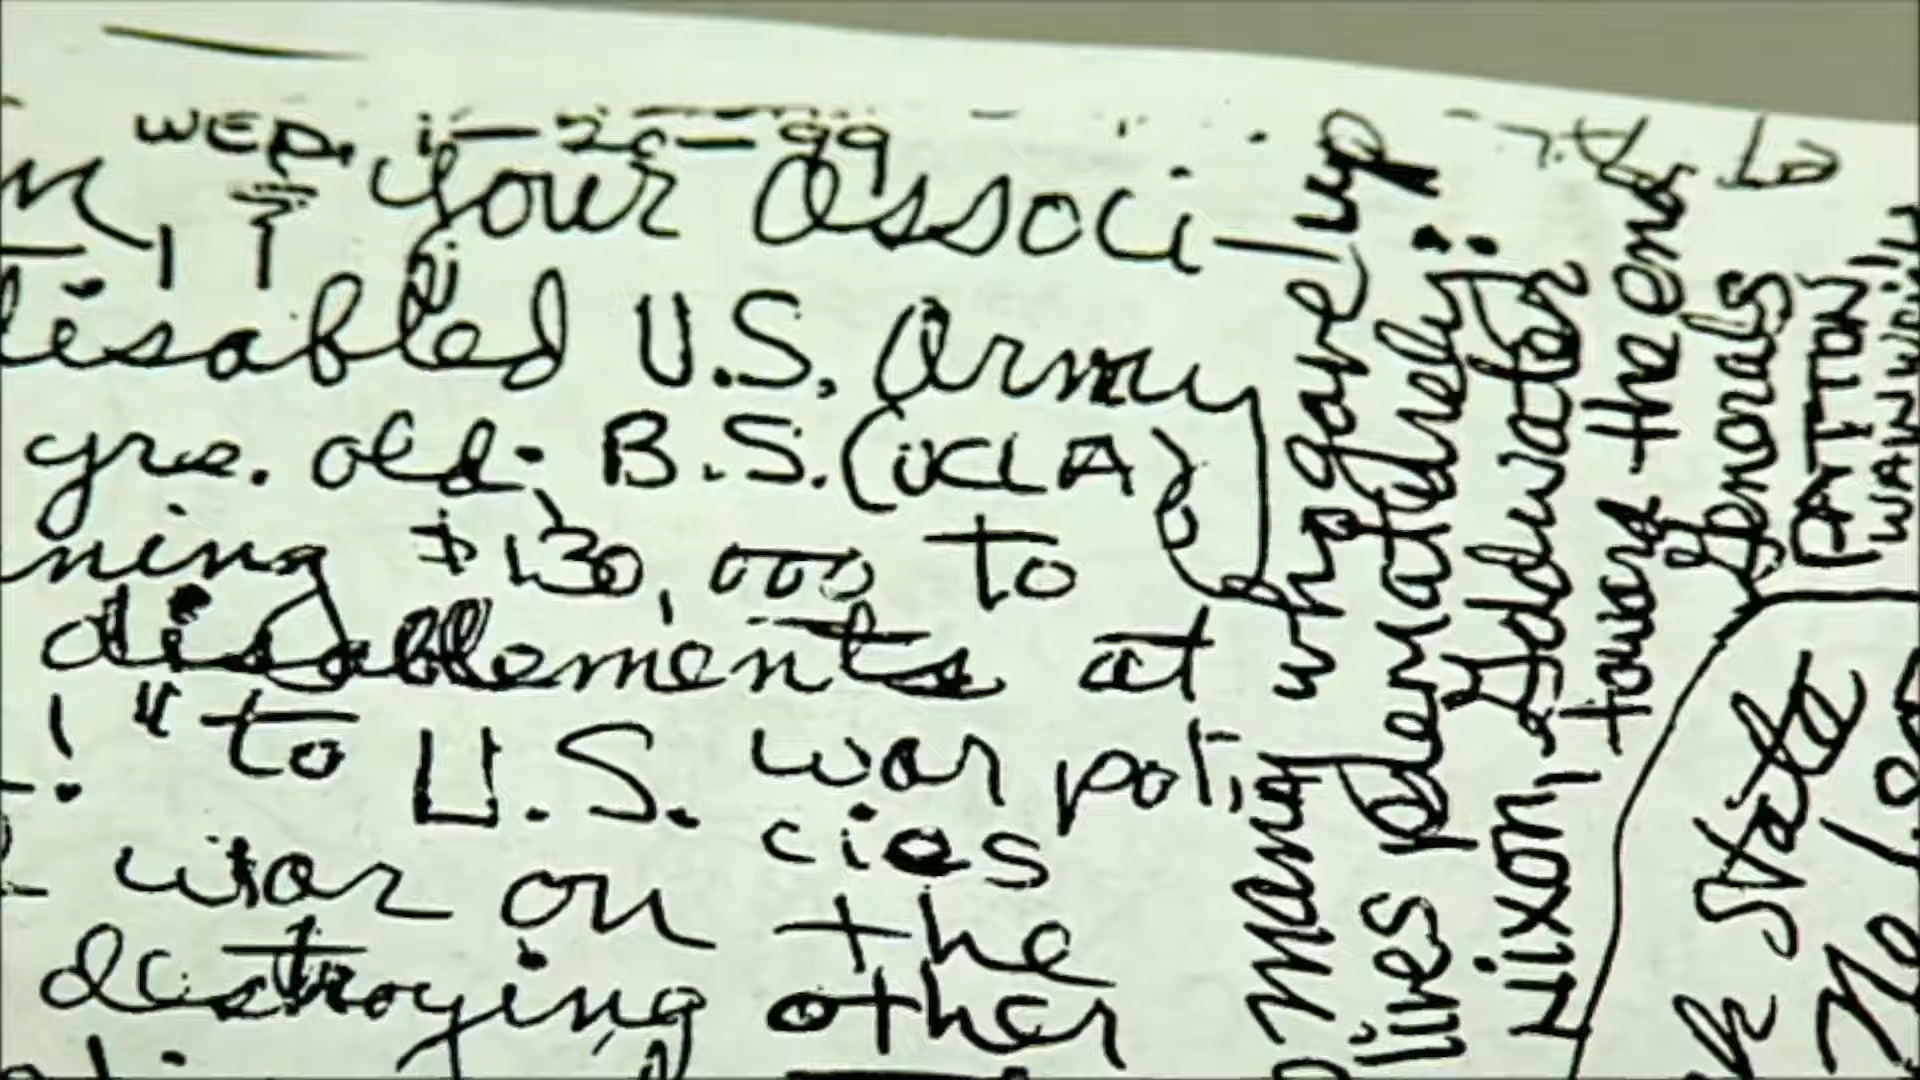 WED. 1-20-99
Your Associ-
disabled U.S. Army
yrs. old. B.S. (UCLA)
ning $130,000 to
disablements at
! "to U.S. war poli
cies
war on the
destroying other
many who gave up
lives prematurely:
Nixon, Goldwater
toward the end
Generals
PATTON,
State